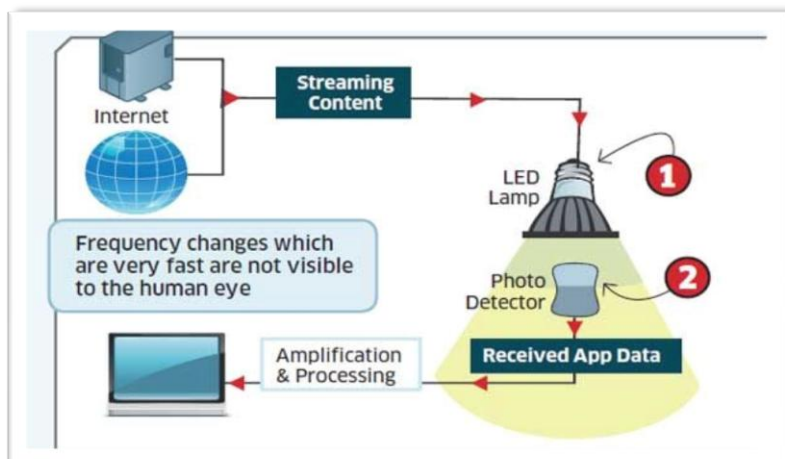 Streaming
Content
Internet
LED
Lamp
1
Frequency changes which
are very fast are not visible
to the human eye
Photo
Detector
2
Amplification
& Processing
Received App Data